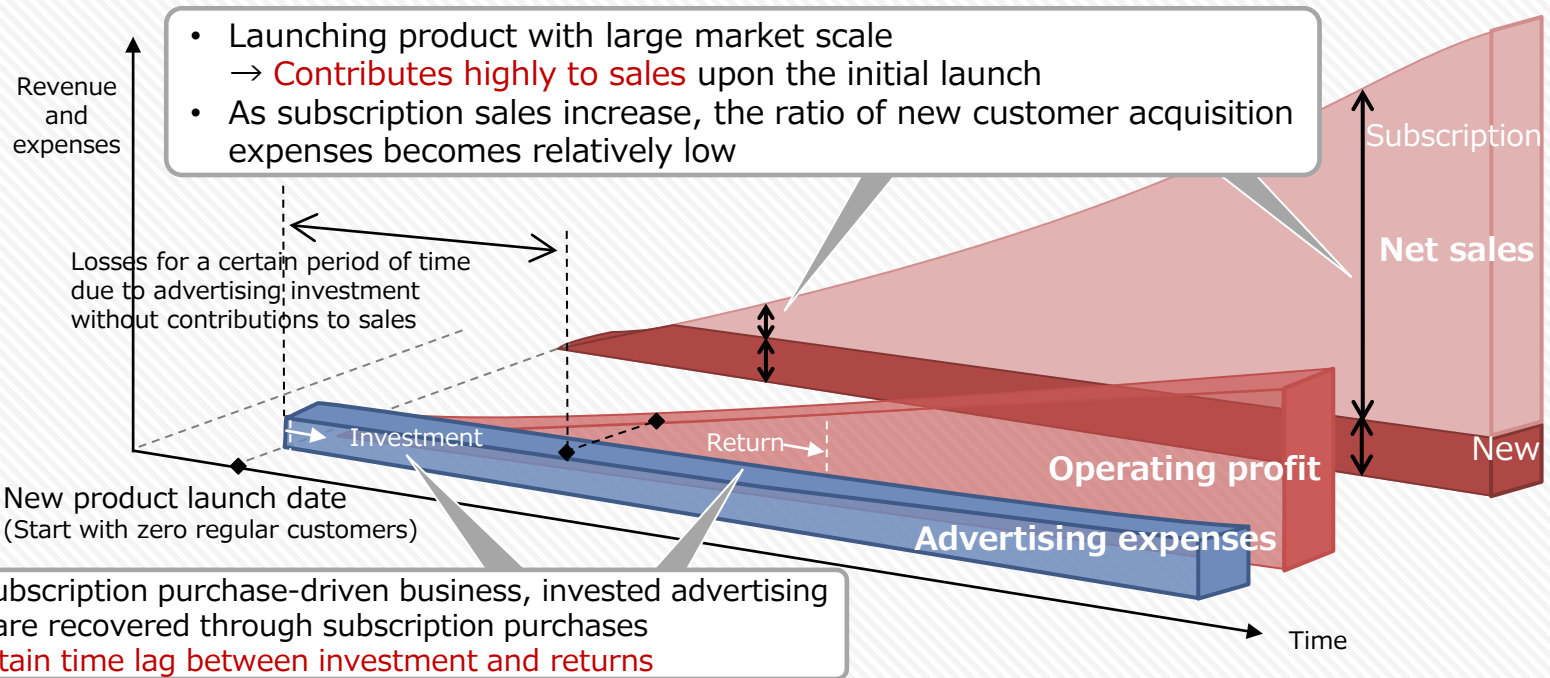 • Launching product with large market scale
→ Contributes highly to sales upon the initial launch
• As subscription sales increase, the ratio of new customer acquisition
expenses becomes relatively low
Revenue
and
expenses
Subscription
Net sales
New
Losses for a certain period of time
due to advertising investment
without contributions to sales
Investment
Return
Operating profit
Advertising expenses
New product launch date
(Start with zero regular customers)
Time
subscription purchase-driven business, invested advertising
are recovered through subscription purchases
time lag between investment and returns